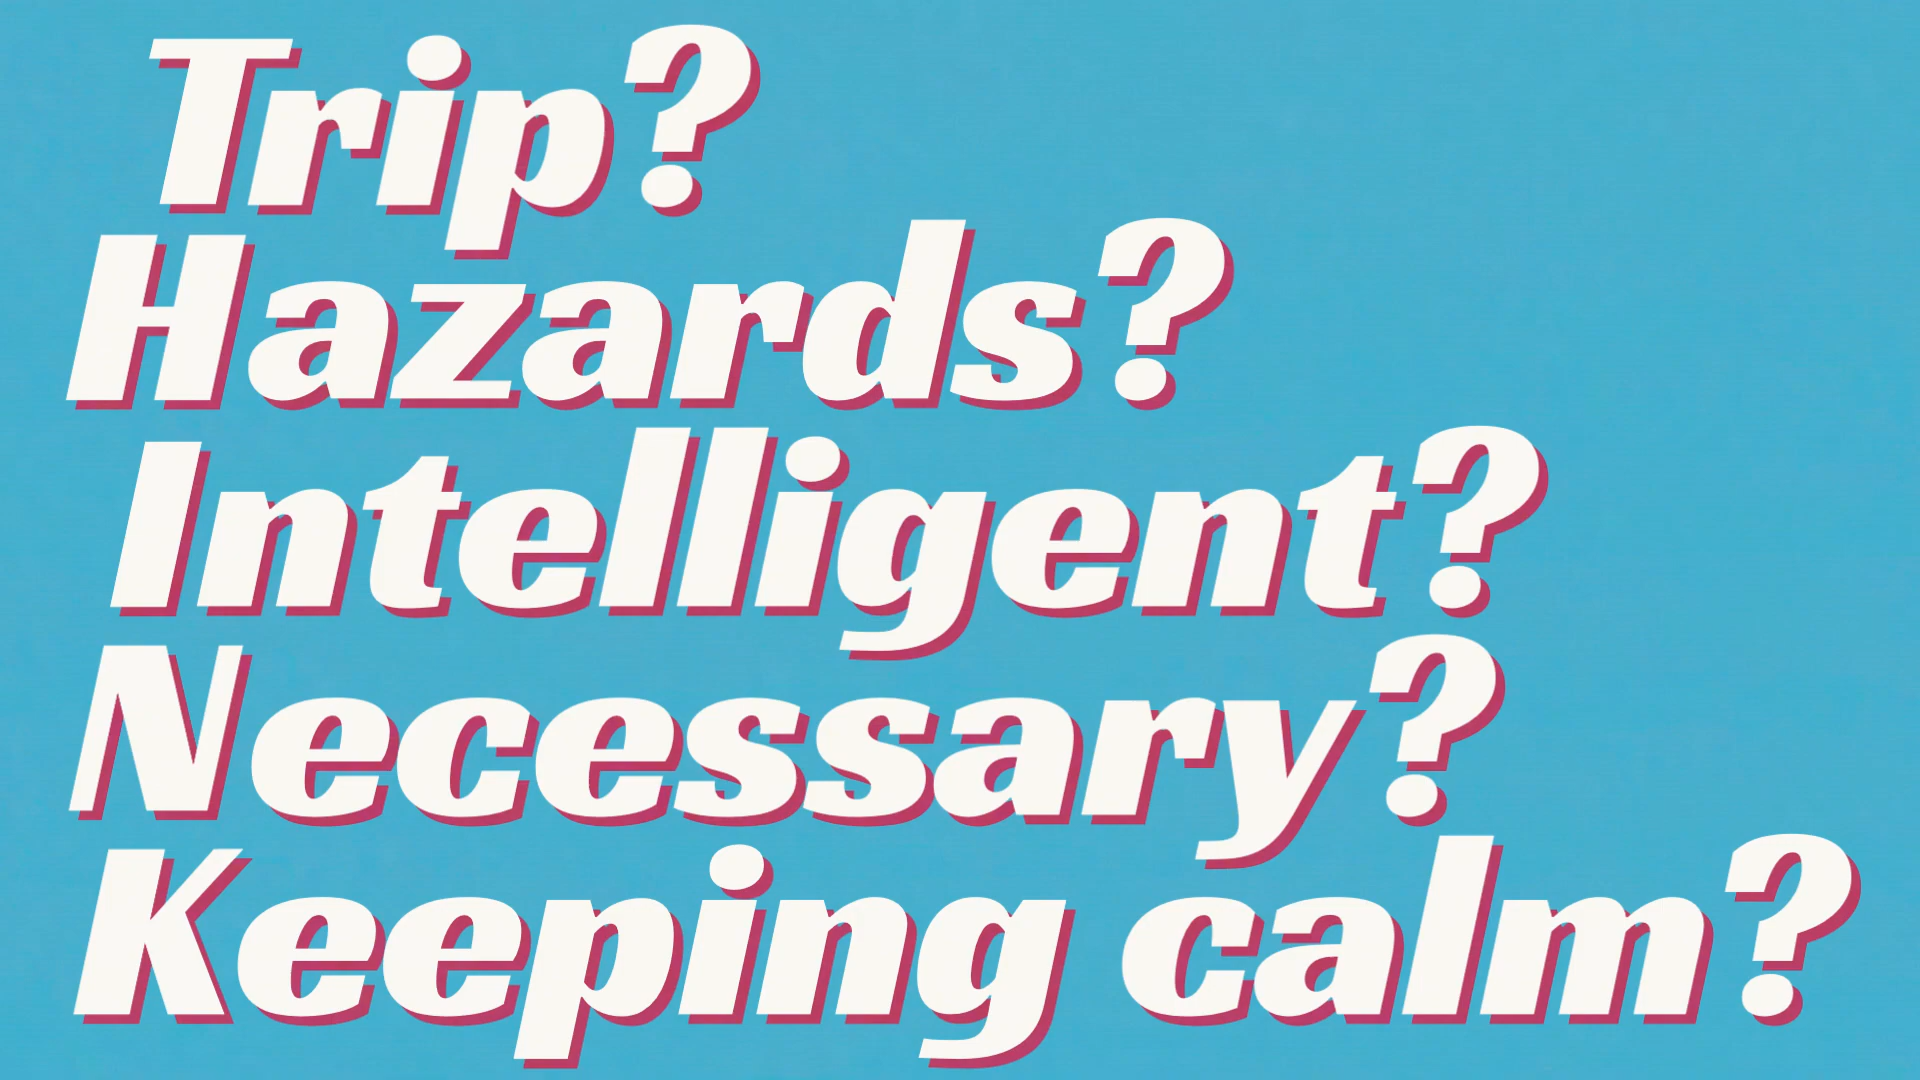 Trip?
Hazards?
Intelligent?
Necessary?
Keeping calm?